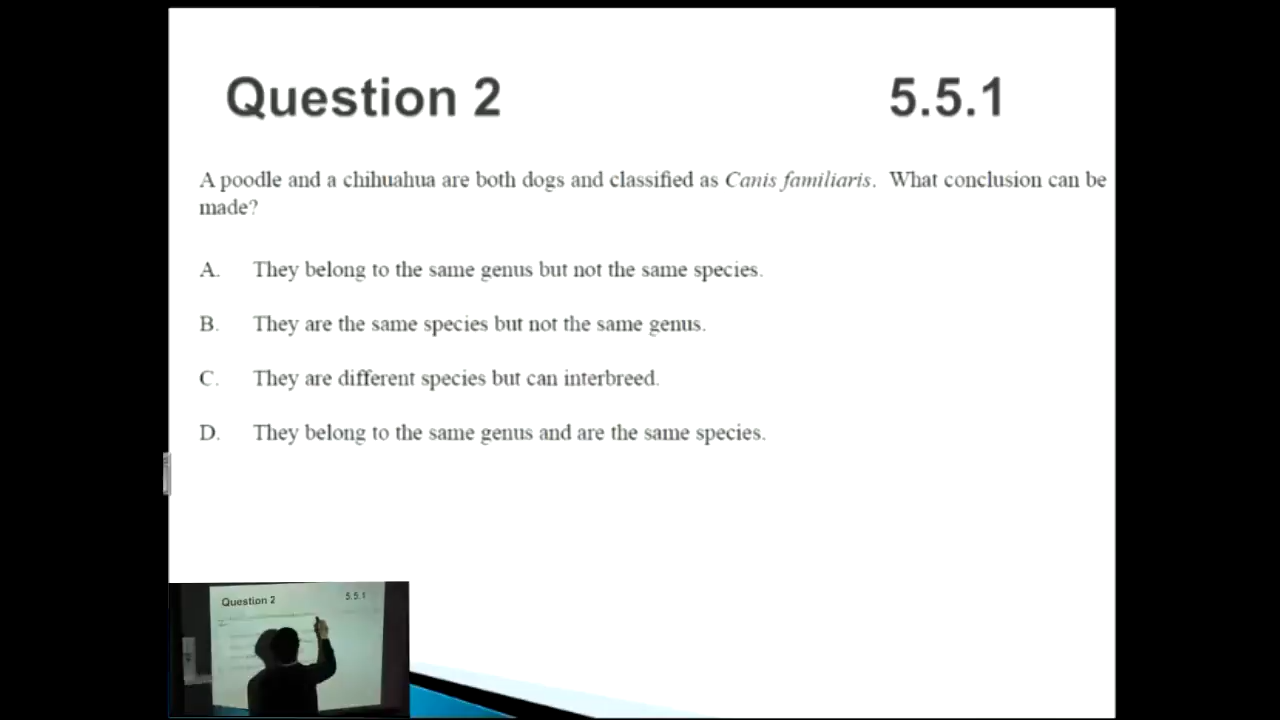 Question 2 5.5.1
A poodle and a chihuahua are both dogs and classified as Canis familiaris. What conclusion can be
made?
A. They belong to the same genus but not the same species.
B. They are the same species but not the same genus.
C. They are different species but can interbreed.
D. They belong to the same genus and are the same species.
Question 2 5.5.1